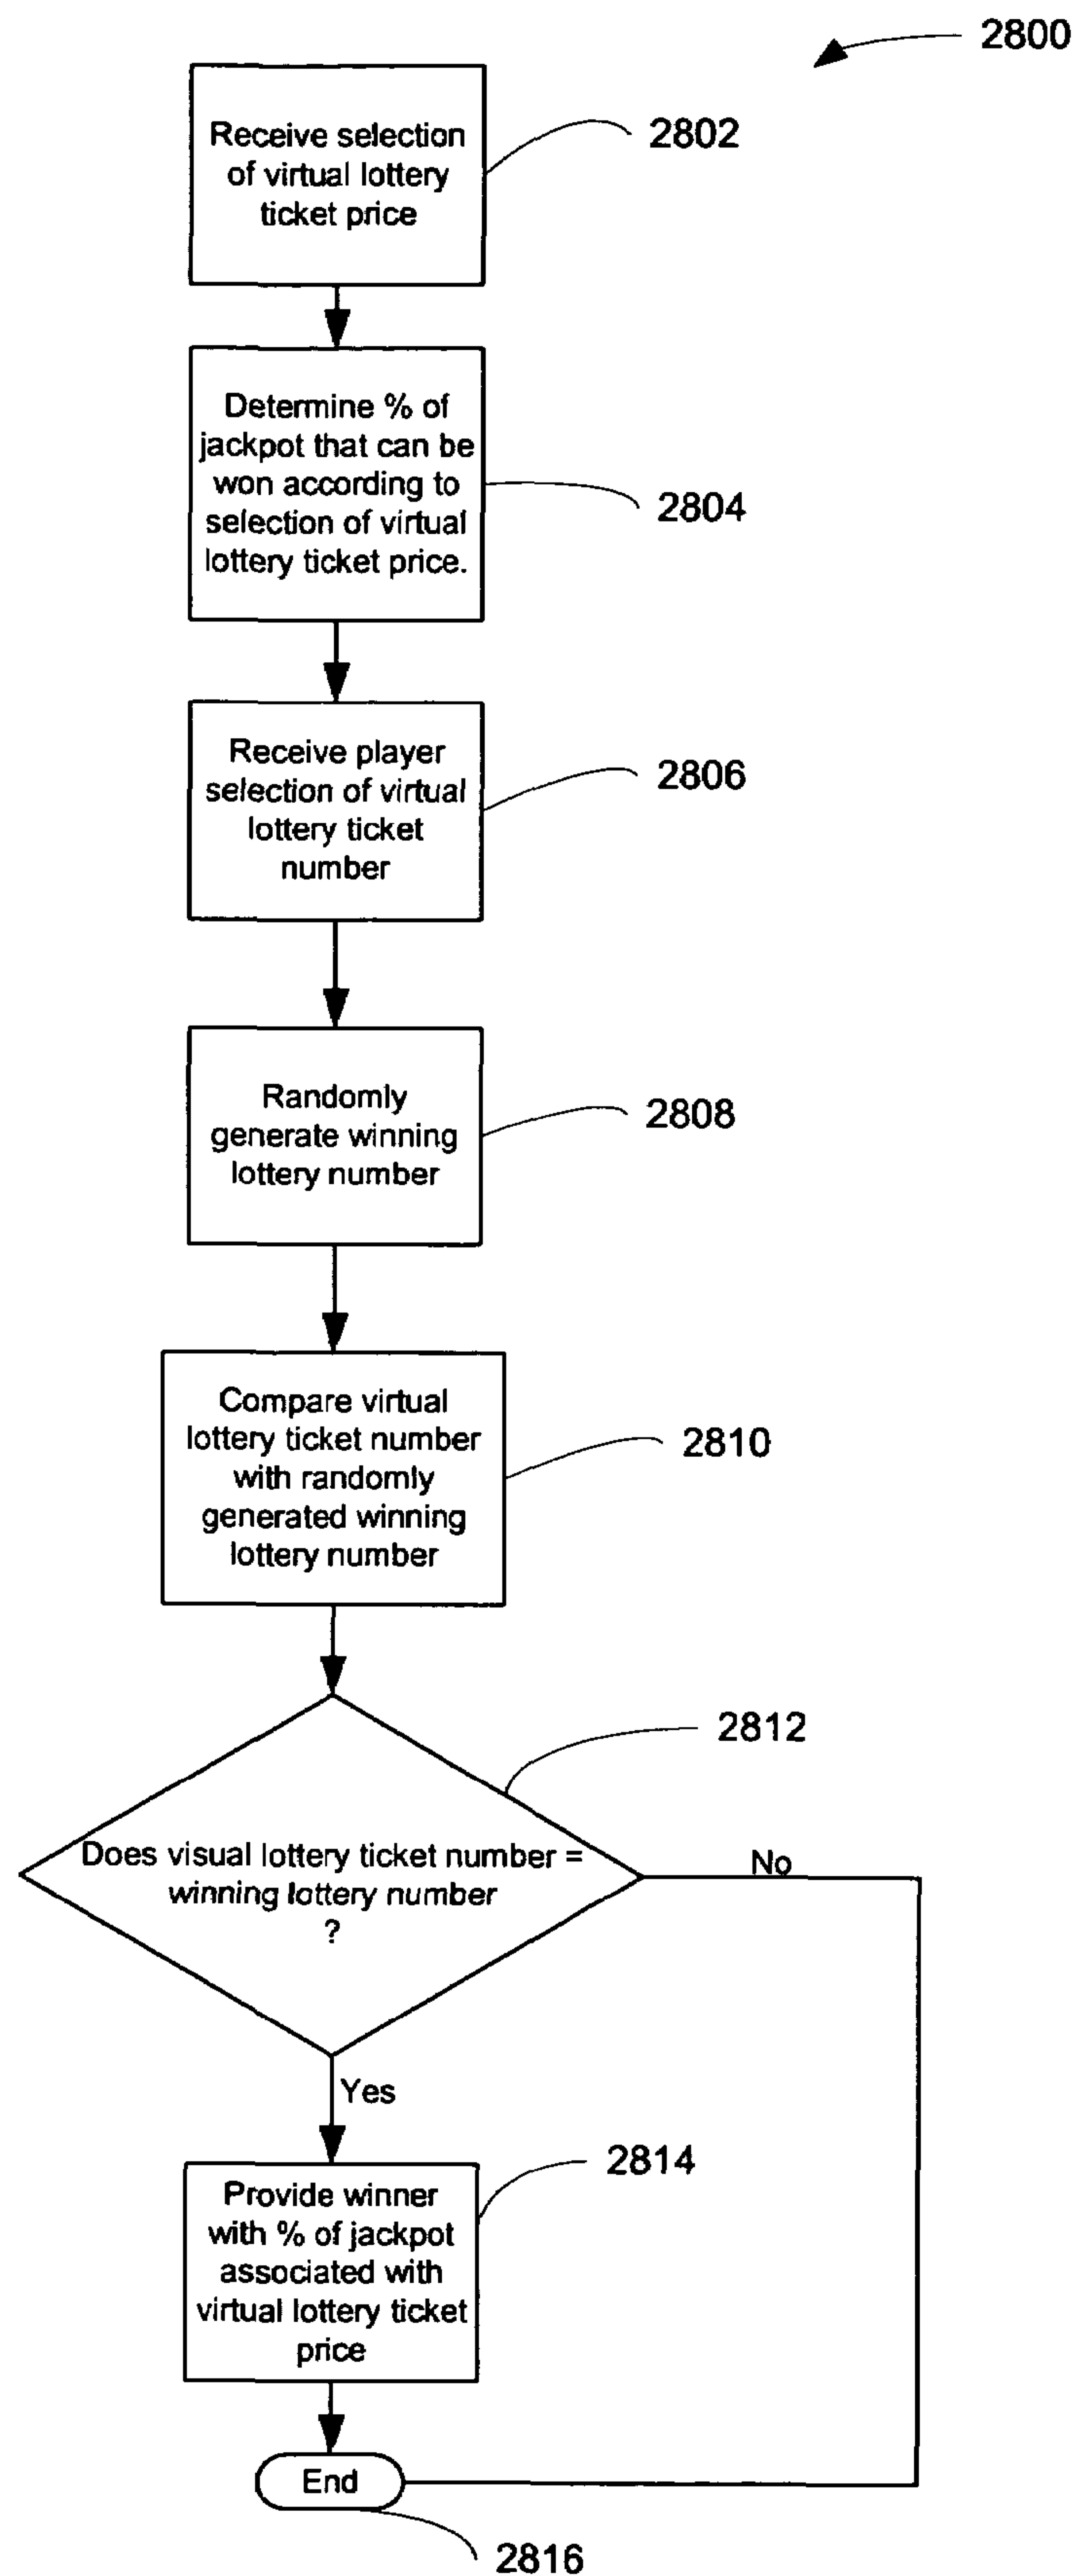 2800
Receive selection
of virtual lottery
ticket price
2802
Determine % of
jackpot that can be
won according to
selection of virtual
lottery ticket price.
2804
Receive player
selection of virtual
lottery ticket
number
2806
Randomly
generate winning
lottery number
2808
Compare virtual
lottery ticket number
with randomly
generated winning
lottery number
2810
2812
Does visual lottery ticket number =
winning lottery number
?
No
Yes
2814
Provide winner
with % of jackpot
associated with
virtual lottery ticket
price
End
2816